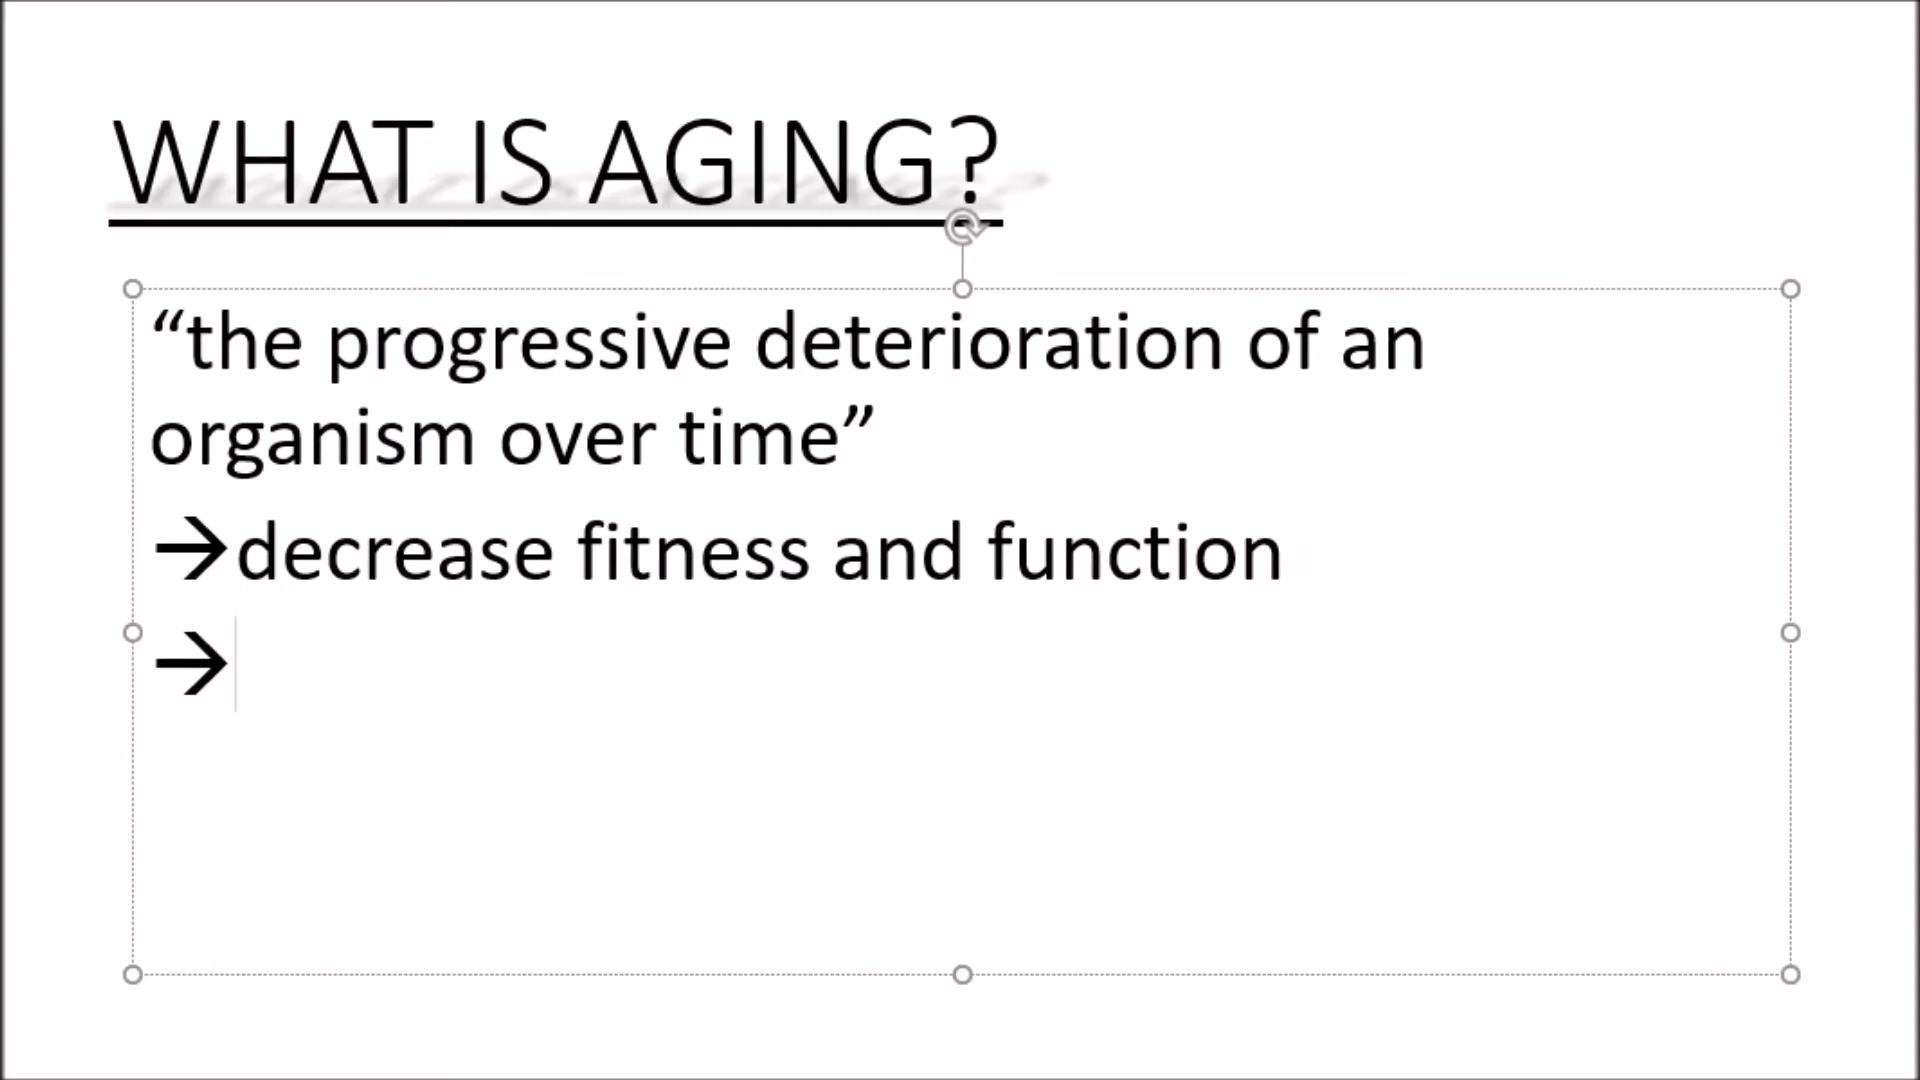 WHAT IS AGING?
“the progressive deterioration of an
organism over time”
→decrease fitness and function
→